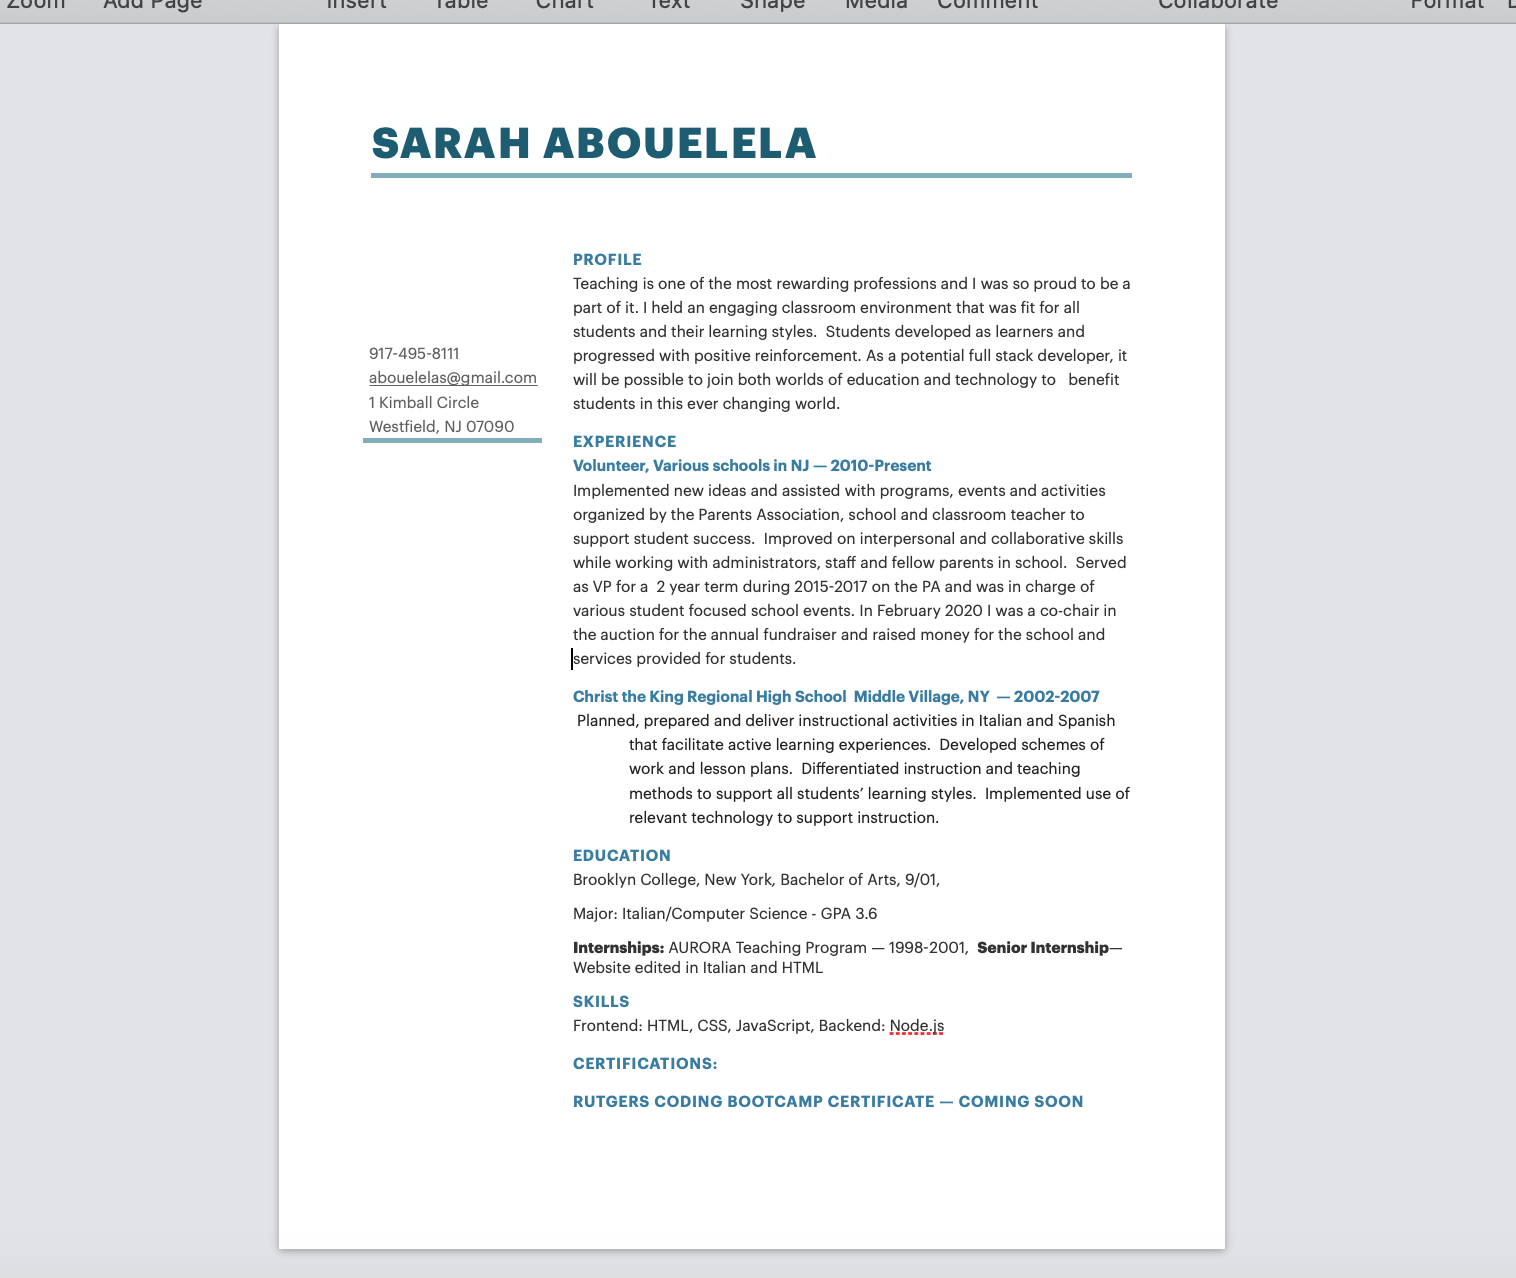 Zoom Add Page Insert Table Chart Text Shape Media Comment Collaborate Format
SARAH ABOUELELA
917-495-8111
abouelelas@gmail.com
1 Kimball Circle
Westfield, NJ 07090
PROFILE
Teaching is one of the most rewarding professions and I was so proud to be a
part of it. I held an engaging classroom environment that was fit for all
students and their learning styles.  Students developed as learners and
progressed with positive reinforcement. As a potential full stack developer, it
will be possible to join both worlds of education and technology to   benefit
students in this ever changing world.
EXPERIENCE
Volunteer, Various schools in NJ — 2010-Present
Implemented new ideas and assisted with programs, events and activities
organized by the Parents Association, school and classroom teacher to
support student success.  Improved on interpersonal and collaborative skills
while working with administrators, staff and fellow parents in school.  Served
as VP for a  2 year term during 2015-2017 on the PA and was in charge of
various student focused school events. In February 2020 I was a co-chair in
the auction for the annual fundraiser and raised money for the school and
services provided for students.
Christ the King Regional High School  Middle Village, NY  — 2002-2007
Planned, prepared and deliver instructional activities in Italian and Spanish
that facilitate active learning experiences.  Developed schemes of
work and lesson plans.  Differentiated instruction and teaching
methods to support all students’ learning styles.  Implemented use of
relevant technology to support instruction.
EDUCATION
Brooklyn College, New York, Bachelor of Arts, 9/01,
Major: Italian/Computer Science - GPA 3.6
Internships: AURORA Teaching Program — 1998-2001,  Senior Internship—
Website edited in Italian and HTML
SKILLS
Frontend: HTML, CSS, JavaScript, Backend: Node.js
CERTIFICATIONS:
RUTGERS CODING BOOTCAMP CERTIFICATE — COMING SOON